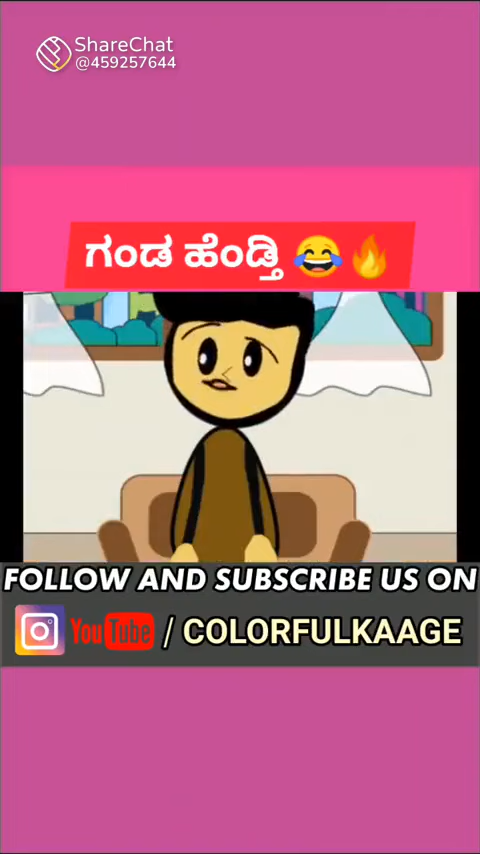 ShareChat
@459257644
ಗಂಡ ಹೆಂಡ್ತಿ 😂🔥
FOLLOW AND SUBSCRIBE US ON
YouTube / COLORFULKAAGE